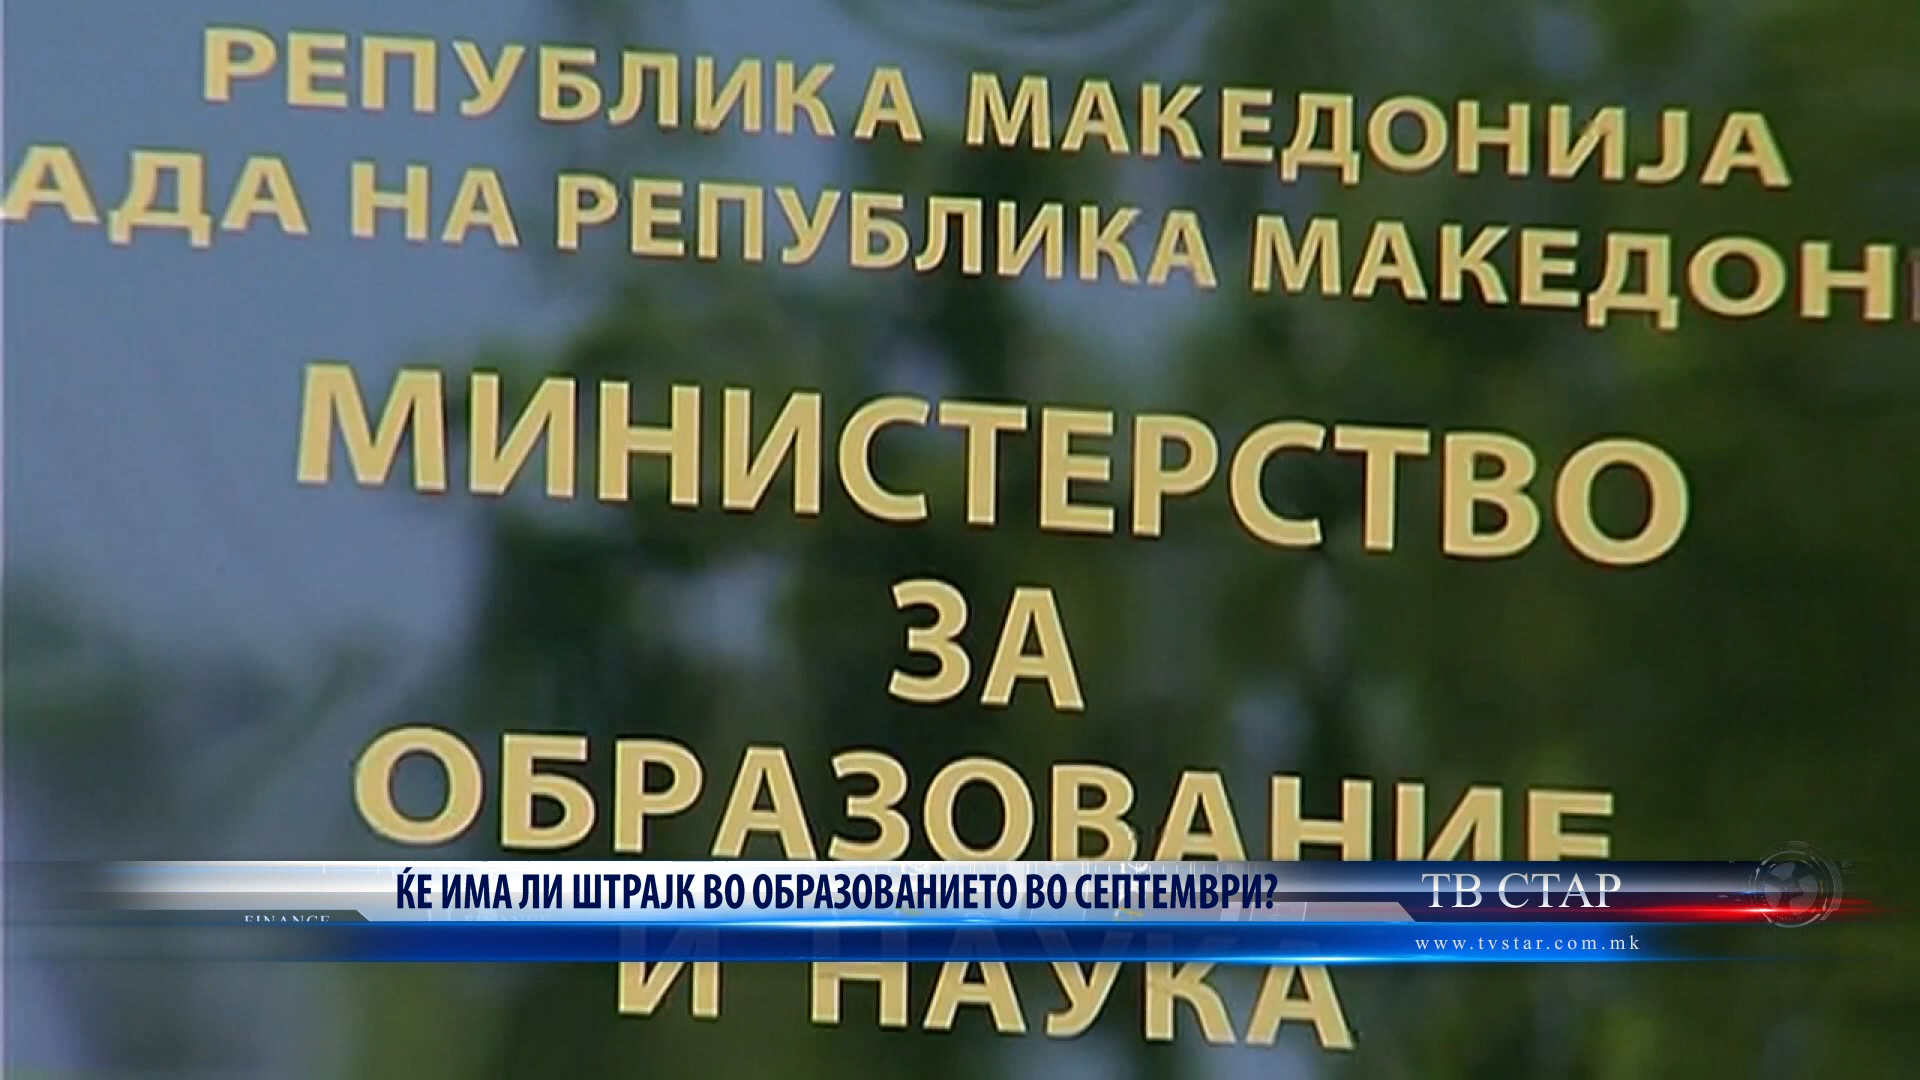 РЕПУБЛИКА МАКЕДОНИЈА
АДА НА РЕПУБЛИКА МАКЕДОН
МИНИСТЕРСТВО
ЗА
ОБРАЗОВАНИЕ
И НАУКА
ЌЕ ИМА ЛИ ШТРАЈК ВО ОБРАЗОВАНИЕТО ВО СЕПТЕМВРИ?
ТВ СТАР
FINANCE
www.tvstar.com.mk